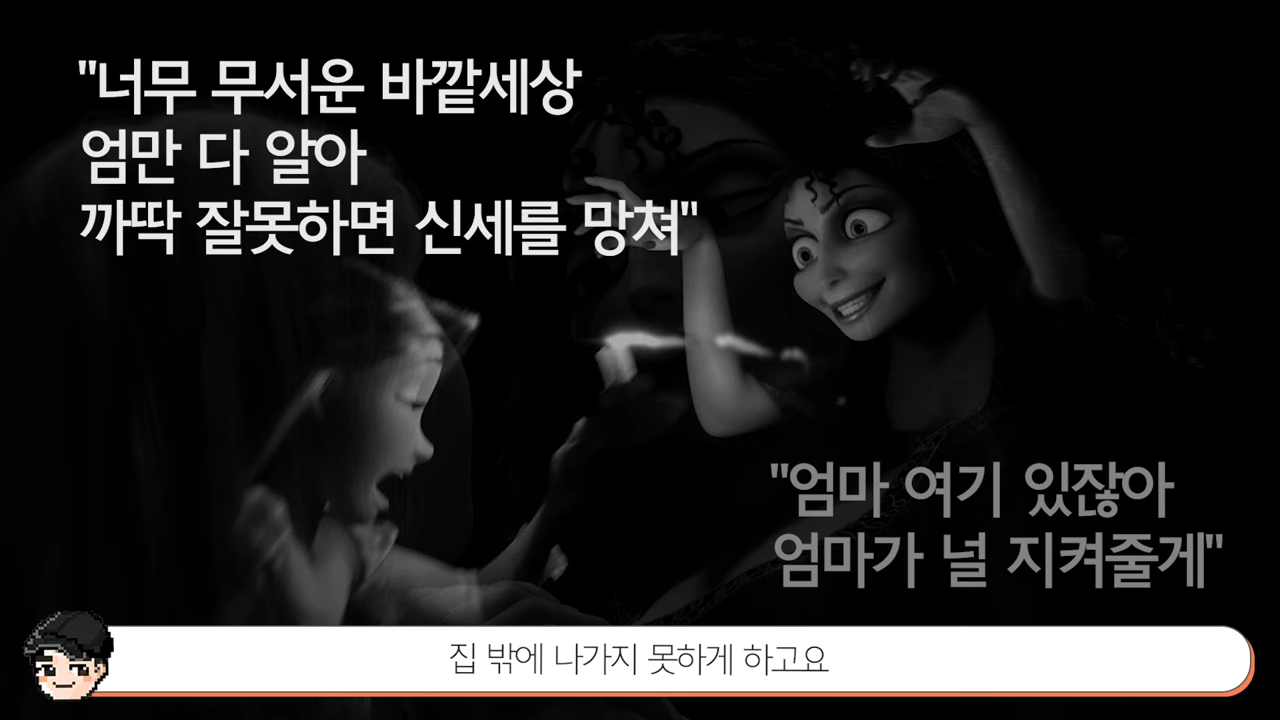 "너무 무서운 바깥세상
엄만 다 알아
까딱 잘못하면 신세를 망쳐"
"엄마 여기 있잖아
엄마가 널 지켜줄게"
집 밖에 나가지 못하게 하고요